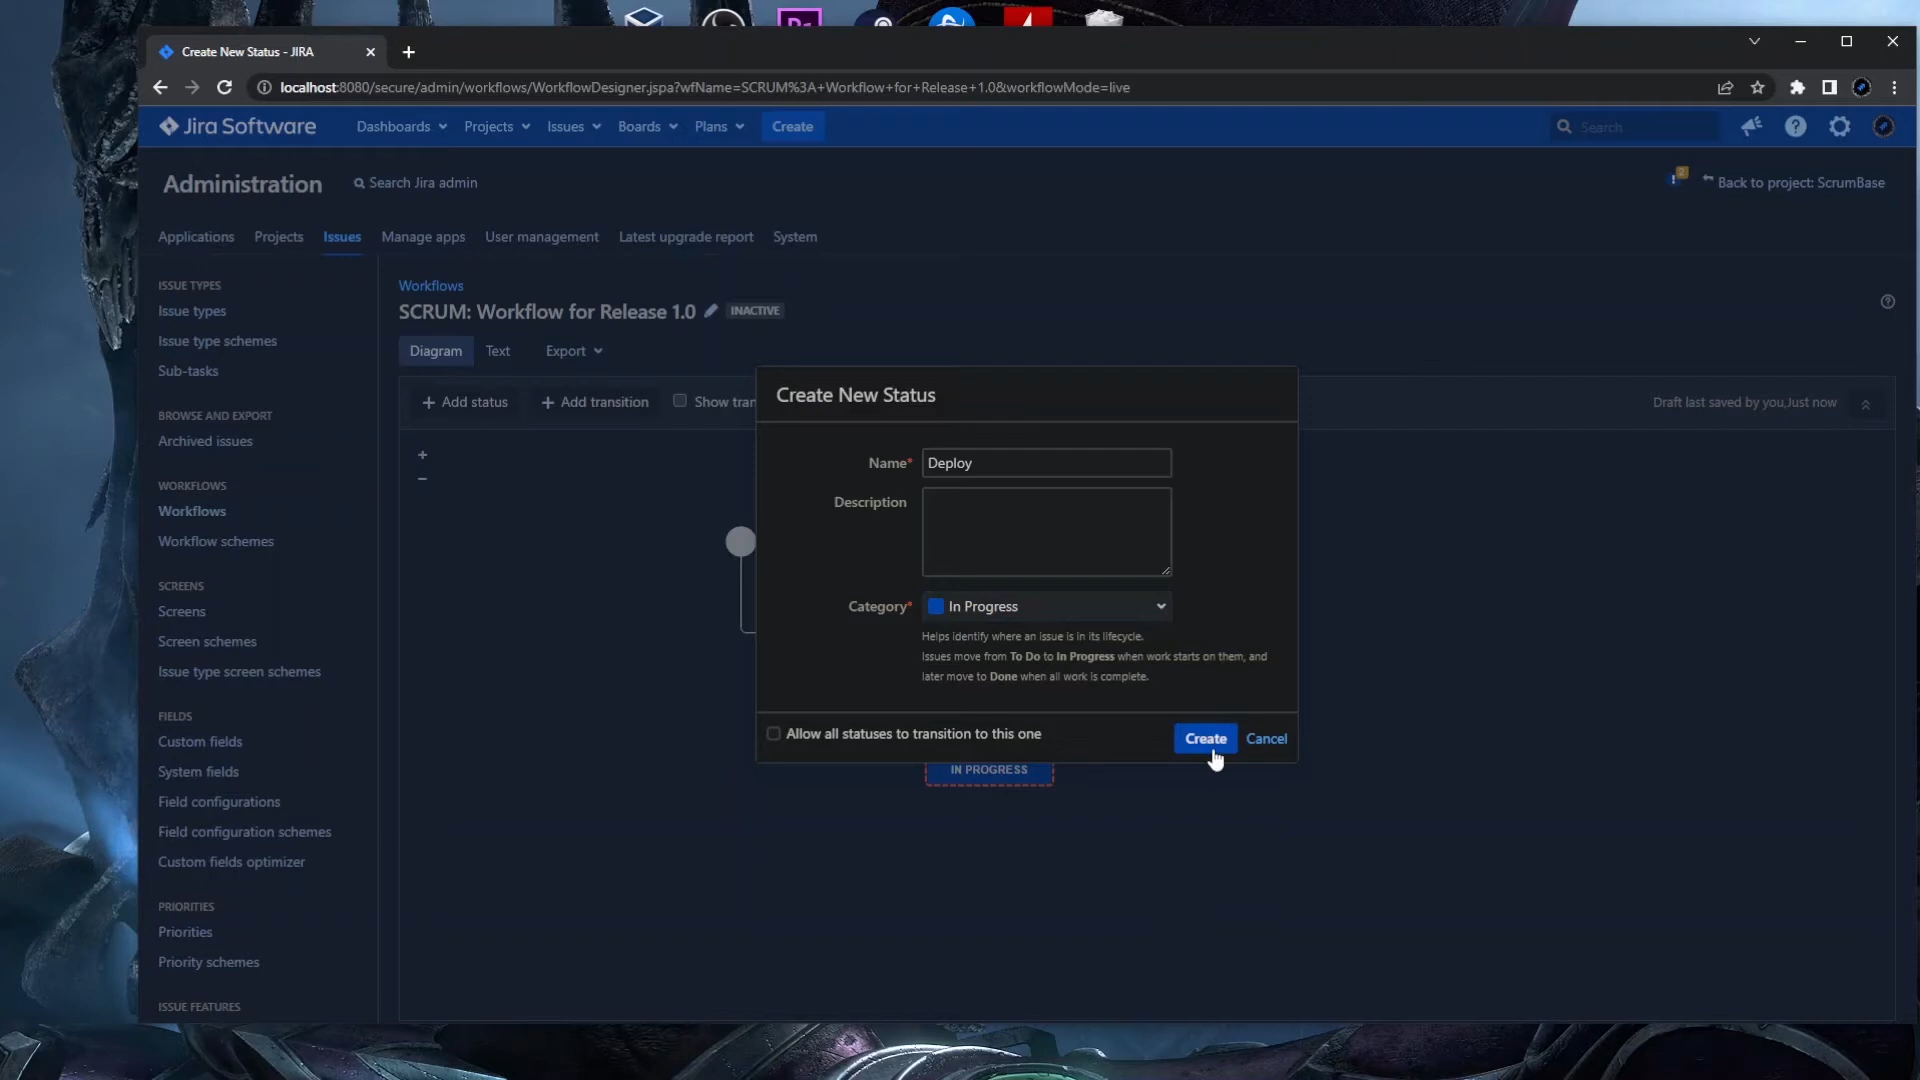 Create New Status - JIRA
localhost:8080/secure/admin/workflows/WorkflowDesigner.jspa?wfName=SCRUM%3A+Workflow+for+Release+1.0&workflowMode=live
Jira Software Dashboards Projects Issues Boards Plans Create Search
Administration Search Jira admin 2 Back to project: ScrumBase
Applications Projects Issues Manage apps User management Latest upgrade report System
ISSUE TYPES
Issue types
Issue type schemes
Sub-tasks
BROWSE AND EXPORT
Archived issues
WORKFLOWS
Workflows
Workflow schemes
SCREENS
Screens
Screen schemes
Issue type screen schemes
FIELDS
Custom fields
System fields
Field configurations
Field configuration schemes
Custom fields optimizer
PRIORITIES
Priorities
Priority schemes
ISSUE FEATURES
Workflows
SCRUM: Workflow for Release 1.0 INACTIVE
Diagram Text Export
+ Add status + Add transition Show tran Draft last saved by you,Just now
+
−
Create New Status
Name* Deploy
Description
Category* In Progress
Helps identify where an issue is in its lifecycle.
Issues move from To Do to In Progress when work starts on them, and
later move to Done when all work is complete.
Allow all statuses to transition to this one Create Cancel
IN PROGRESS